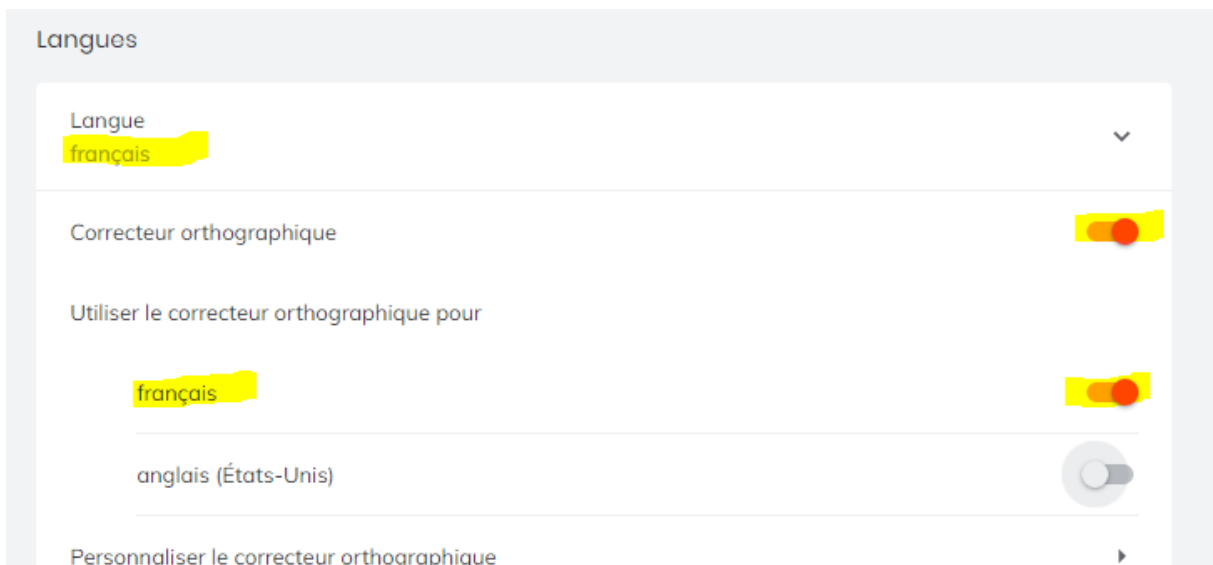 Langues
Langue
français
Correcteur orthographique
Utiliser le correcteur orthographique pour
français
anglais (États-Unis)
Personnaliser le correcteur orthographique